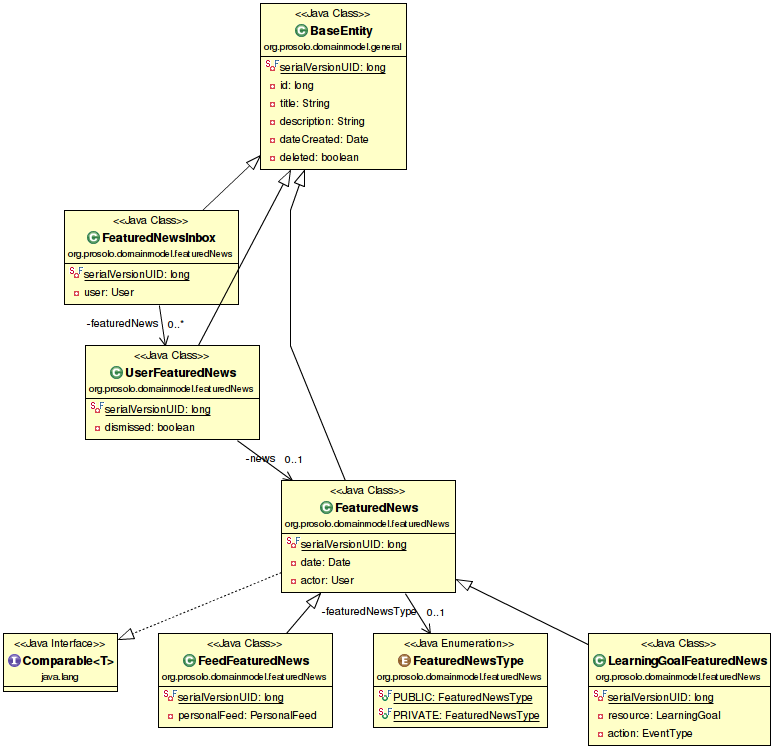 <<Java Class>>
BaseEntity
org.prosolo.domainmodel.general
serialVersionUID: long
id: long
title: String
description: String
dateCreated: Date
deleted: boolean
<<Java Class>>
FeaturedNewsInbox
org.prosolo.domainmodel.featuredNews
serialVersionUID: long
user: User
-featuredNews 0..*
<<Java Class>>
UserFeaturedNews
org.prosolo.domainmodel.featuredNews
serialVersionUID: long
dismissed: boolean
-news 0..1
<<Java Class>>
FeaturedNews
org.prosolo.domainmodel.featuredNews
serialVersionUID: long
date: Date
actor: User
-featuredNewsType 0..1
<<Java Interface>>
Comparable<T>
java.lang
<<Java Class>>
FeedFeaturedNews
org.prosolo.domainmodel.featuredNews
serialVersionUID: long
personalFeed: PersonalFeed
<<Java Enumeration>>
FeaturedNewsType
org.prosolo.domainmodel.featuredNews
PUBLIC: FeaturedNewsType
PRIVATE: FeaturedNewsType
<<Java Class>>
LearningGoalFeaturedNews
org.prosolo.domainmodel.featuredNews
serialVersionUID: long
resource: LearningGoal
action: EventType